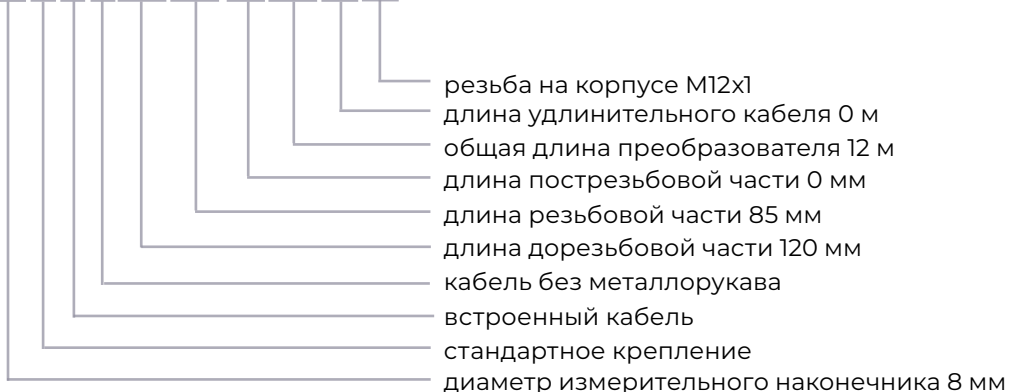 резьба на корпусе М12х1
длина удлинительного кабеля 0 м
общая длина преобразователя 12 м
длина пострезьбовой части 0 мм
длина резьбовой части 85 мм
длина дорезьбовой части 120 мм
кабель без металлорукава
встроенный кабель
стандартное крепление
диаметр измерительного наконечника 8 мм